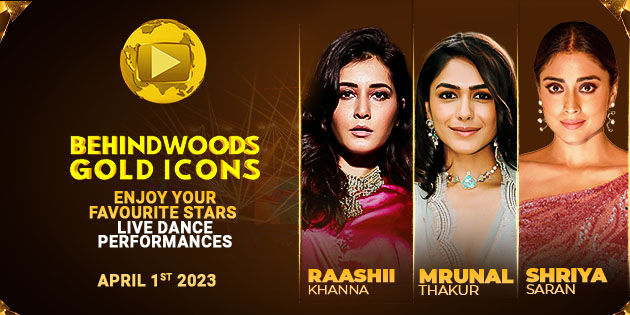 BEHINDWOODS
GOLD ICONS
ENJOY YOUR
FAVOURITE STARS
LIVE DANCE
PERFORMANCES
APRIL 1ST 2023
RAASHII
KHANNA
MRUNAL
THAKUR
SHRIYA
SARAN